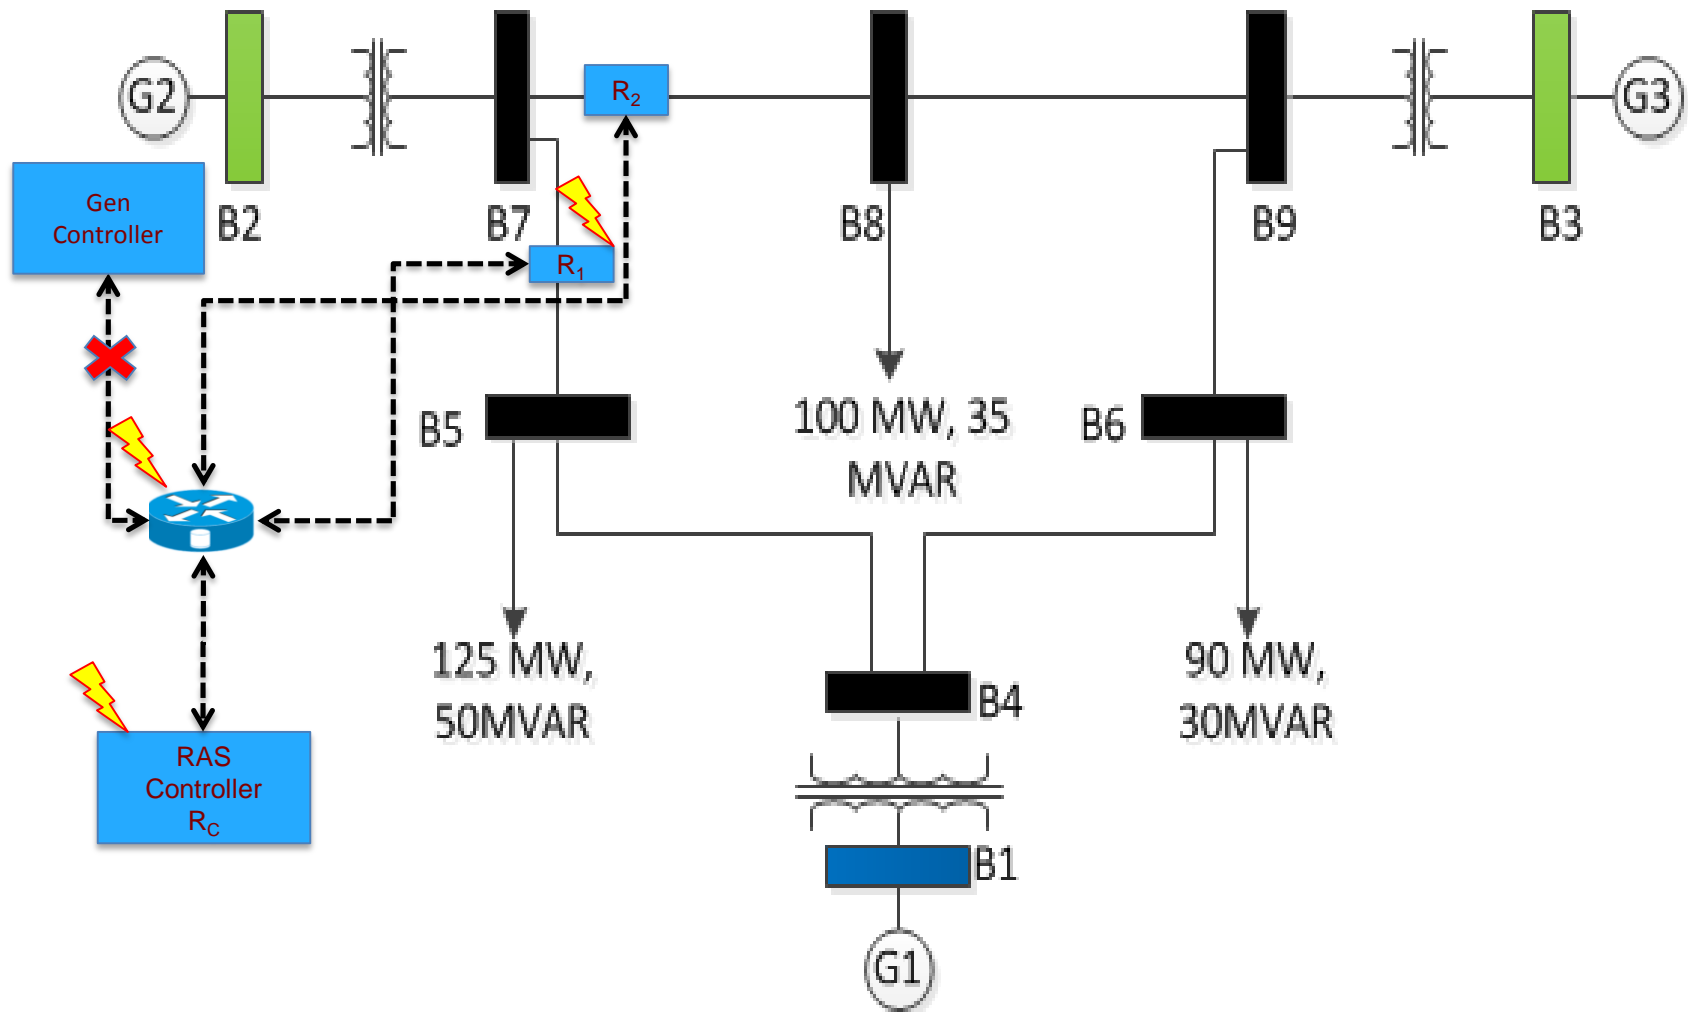 G2
R2
G3
Gen
Controller
B2
B7
B8
B9
B3
R1
B5
100 MW, 35
MVAR
B6
125 MW,
50MVAR
90 MW,
30MVAR
B4
RAS
Controller
RC
B1
G1